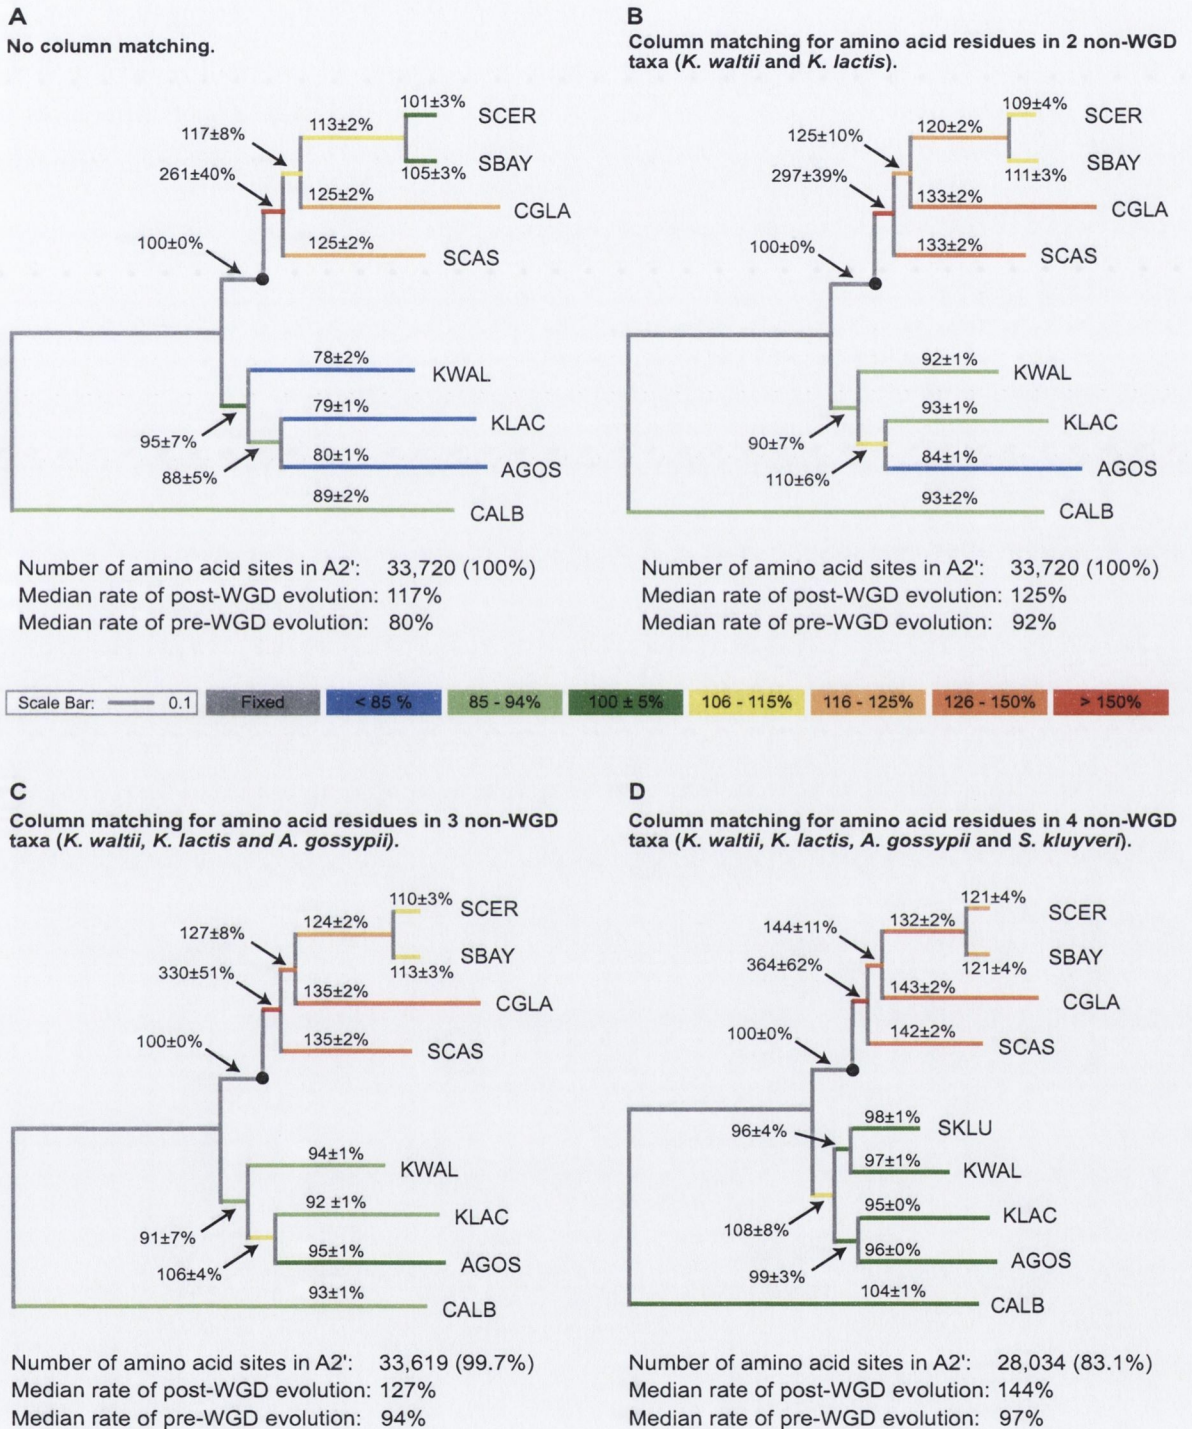 A
No column matching.
117±8%
261±40%
100±0%
113±2%
101±3%
SCER
SBAY
105±3%
125±2%
CGLA
125±2%
SCAS
78±2%
KWAL
79±1%
KLAC
95±7%
88±5%
80±1%
AGOS
89±2%
CALB
Number of amino acid sites in A2': 33,720 (100%)
Median rate of post-WGD evolution: 117%
Median rate of pre-WGD evolution: 80%
B
Column matching for amino acid residues in 2 non-WGD
taxa (K. waltii and K. lactis).
125±10%
297±39%
100±0%
120±2%
109±4%
SCER
SBAY
111±3%
133±2%
CGLA
133±2%
SCAS
92±1%
KWAL
93±1%
KLAC
90±7%
110±6%
84±1%
AGOS
93±2%
CALB
Number of amino acid sites in A2': 33,720 (100%)
Median rate of post-WGD evolution: 125%
Median rate of pre-WGD evolution: 92%
Scale Bar: 0.1
Fixed
< 85 %
85 - 94%
100 ± 5%
106 - 115%
116 - 125%
126 - 150%
> 150%
C
Column matching for amino acid residues in 3 non-WGD
taxa (K. waltii, K. lactis and A. gossypii).
127±8%
330±51%
100±0%
124±2%
110±3%
SCER
SBAY
113±3%
135±2%
CGLA
135±2%
SCAS
94±1%
KWAL
92 ±1%
KLAC
91±7%
106±4%
95±1%
AGOS
93±1%
CALB
Number of amino acid sites in A2': 33,619 (99.7%)
Median rate of post-WGD evolution: 127%
Median rate of pre-WGD evolution: 94%
D
Column matching for amino acid residues in 4 non-WGD
taxa (K. waltii, K. lactis, A. gossypii and S. kluyveri).
144±11%
364±62%
100±0%
132±2%
121±4%
SCER
SBAY
121±4%
143±2%
CGLA
142±2%
SCAS
96±4%
98±1%
SKLU
97±1%
KWAL
95±0%
KLAC
108±8%
99±3%
96±0%
AGOS
104±1%
CALB
Number of amino acid sites in A2': 28,034 (83.1%)
Median rate of post-WGD evolution: 144%
Median rate of pre-WGD evolution: 97%